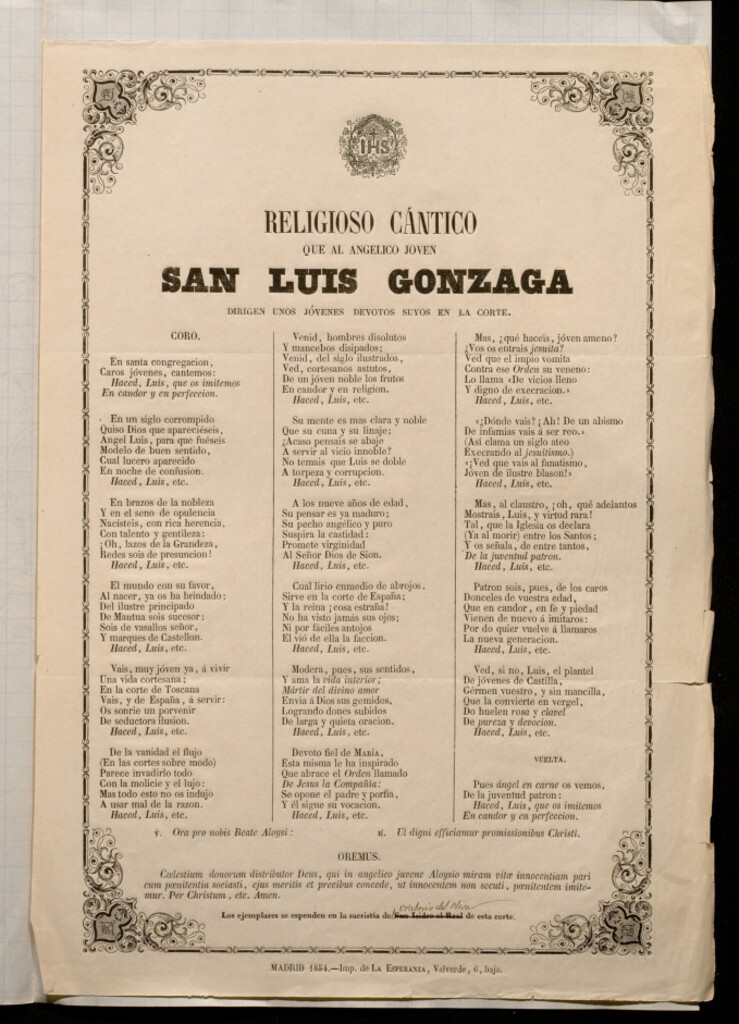 IHS
RELIGIOSO CÁNTICO
QUE AL ANGELICO JOVEN
SAN LUIS GONZAGA
DIRIGEN UNOS JÓVENES DEVOTOS SUYOS EN LA CORTE.
CORO.
En santa congregacion,
Caros jóvenes, cantemos:
Haced, Luis, que os imitemos
En candor y en perfeccion.
En un siglo corrompido
Quiso Dios que apareciéseis,
Angel Luis, para que fuéseis
Modelo de buen sentido,
Cual lucero aparecido
En noche de confusion.
Haced, Luis, etc.
En brazos de la nobleza
Y en el seno de opulencia
Nacísteis, con rica herencia,
Con talento y gentileza:
¡Oh, lazos de la Grandeza,
Redes sois de presuncion!
Haced, Luis, etc.
El mundo con su favor,
Al nacer, ya os ha brindado;
Del ilustre principado
De Mantua sois sucesor;
Sois de vasallos señor,
Y marques de Castellon.
Haced, Luis, etc.
Vais, muy jóven ya, á vivir
Una vida cortesana;
En la corte de Toscana
Vais, y de España, á servir:
Os sonrie un porvenir
De seductora ilusion.
Haced, Luis, etc.
De la vanidad el flujo
(En las cortes sobre modo)
Parece invadirlo todo
Con la molicie y el lujo:
Mas todo esto no os indujo
A usar mal de la razon.
Haced, Luis, etc.
Venid, hombres disolutos
Y mancebos disipados;
Venid, del siglo ilustrados,
Ved, cortesanos astutos,
De un jóven noble los frutos
En candor y en religion.
Haced, Luis, etc.
Su mente es mas clara y noble
Que su cuna y su linaje;
¿Acaso pensais se abaje
A servir al vicio innoble?
No temais que Luis se doble
A torpeza y corrupcion.
Haced, Luis, etc.
A los nueve años de edad,
Su pensar es ya maduro;
Su pecho angélico y puro
Suspira la castidad:
Promete virginidad
Al Señor Dios de Sion.
Haced, Luis, etc.
Cual lirio enmedio de abrojos,
Sirve en la corte de España;
Y la reina ¡cosa estraña!
No ha visto jamás sus ojos;
Ni por fáciles antojos
El vió de ella la faccion.
Haced, Luis, etc.
Modera, pues, sus sentidos,
Y ama la vida interior;
Mártir del divino amor
Envia á Dios sus gemidos,
Logrando dones subidos
De larga y quieta oracion.
Haced, Luis, etc.
Devoto fiel de MARÍA,
Esta misma le ha inspirado
Que abrace el Orden llamado
De Jesus la Compañía:
Se opone el padre y porfia,
Y él sigue su vocacion.
Haced, Luis, etc.
Mas, ¿qué haceis, jóven ameno?
¿Vos os entrais jesuita?
Ved que el impio vomita
Contra ese Orden su veneno:
Lo llama «De vicios lleno
Y digno de execracion.»
Haced, Luis, etc.
«¿Dónde vais? ¡Ah! De un abismo
De infamias vais á ser reo.»
(Así clama un siglo ateo
Execrando al jesuitismo.)
«¡Ved que vais al fanatismo,
Jóven de ilustre blason!»
Haced, Luis, etc.
Mas, al claustro, ¡oh, qué adelantos
Mostrais, Luis, y virtud rara!
Tal, que la Iglesia os declara
(Ya al morir) entre los Santos;
Y os señala, de entre tantos,
De la juventud patron.
Haced, Luis, etc.
Patron sois, pues, de los caros
Donceles de vuestra edad,
Que en candor, en fe y piedad
Vienen de nuevo á imitaros:
Por do quier vuelve á llamaros
La nueva generacion.
Haced, Luis, etc.
Ved, si no, Luis, el plantel
De jóvenes de Castilla,
Gérmen vuestro, y sin mancilla,
Que la convierte en vergel,
Do huelen rosa y clavel
De pureza y devocion.
Haced, Luis, etc.
VUELTA.
Pues ángel en carne os vemos,
De la juventud patron:
Haced, Luis, que os imitemos
En candor y en perfeccion.
℣. Ora pro nobis Beate Aloysi: ℟. Ut digni efficiamur promissionibus Christi.
OREMUS.
Cœlestium donorum distributor Deus, qui in angelico juvene Aloysio miram vitæ innocentiam pari
cum pœnitentia sociasti, ejus meritis et precibus concede, ut innocentem non secuti, pœnitentem imite-
mur. Per Christum, etc. Amen.
oratorio del Olivar
Los ejemplares se espenden en la sacristía de San Isidro el Real de esta corte.
MADRID 1854.—Imp. de LA ESPERANZA, Valverde, 6, bajo.